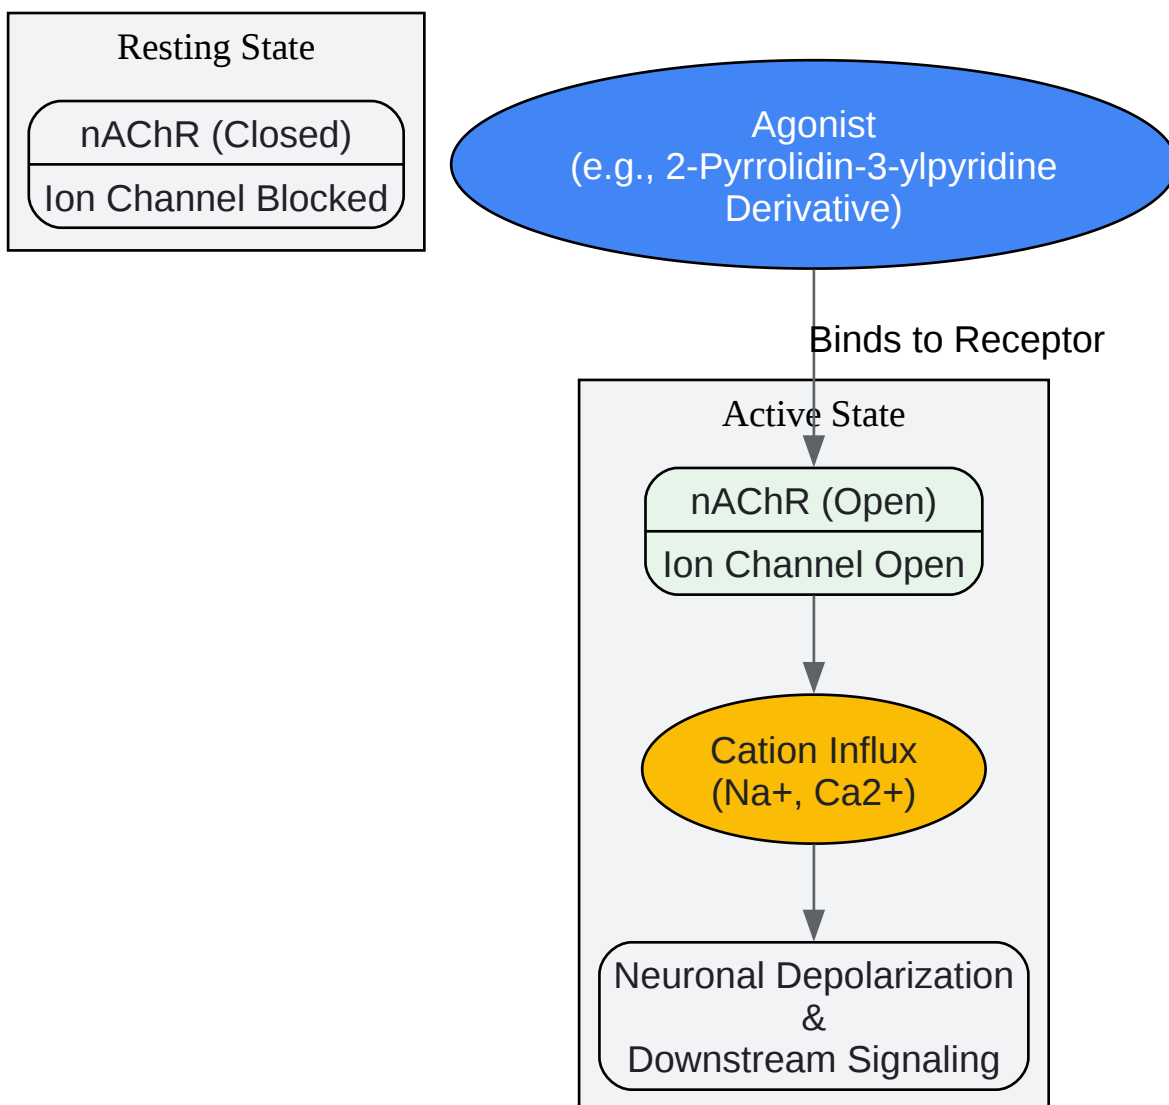 Resting State
nAChR (Closed)
Ion Channel Blocked
Agonist
(e.g., 2-Pyrrolidin-3-ylpyridine
Derivative)
Binds to Receptor
Active State
nAChR (Open)
Ion Channel Open
Cation Influx
(Na+, Ca2+)
Neuronal Depolarization
&
Downstream Signaling